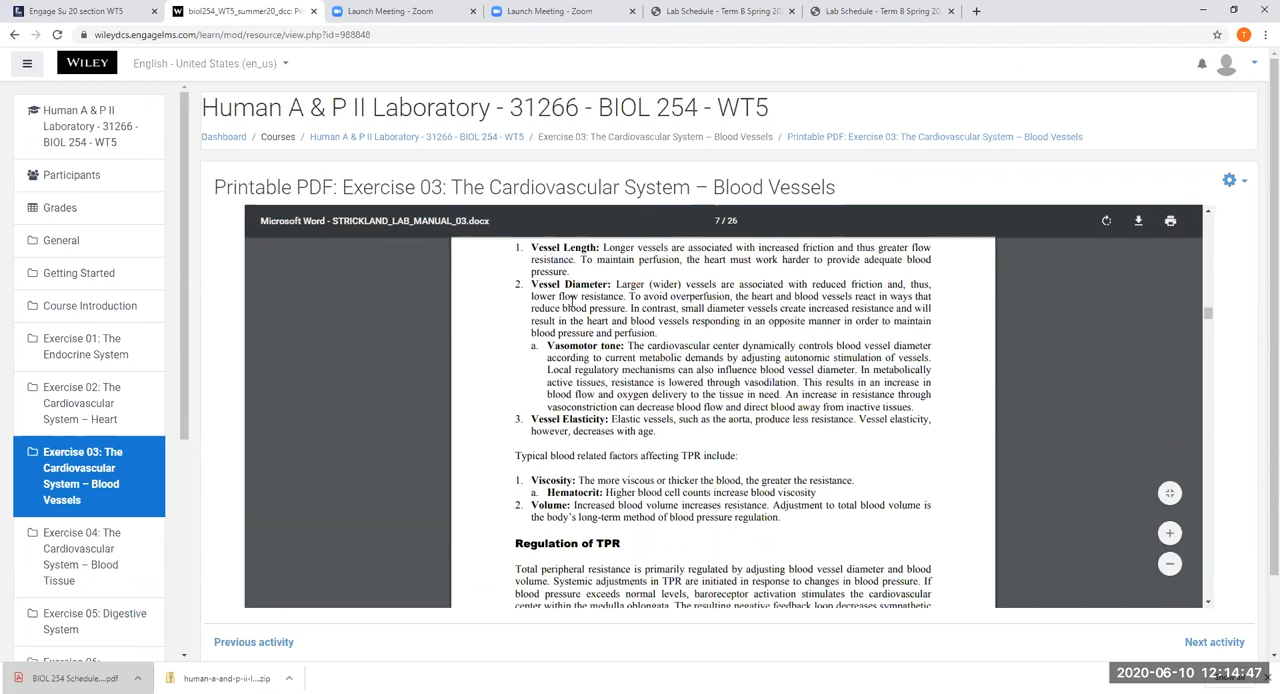 Engage Su 20 section WT5
biol254_WT5_summer20_dcc: Pri
Launch Meeting - Zoom
Launch Meeting - Zoom
Lab Schedule - Term B Spring 20
Lab Schedule - Term B Spring 20
wileydcs.engagelms.com/learn/mod/resource/view.php?id=988848
T
WILEY
English - United States (en_us)
Human A & P II
Laboratory - 31266 -
BIOL 254 - WT5
Participants
Grades
General
Getting Started
Course Introduction
Exercise 01: The
Endocrine System
Exercise 02: The
Cardiovascular
System – Heart
Exercise 03: The
Cardiovascular
System – Blood
Vessels
Exercise 04: The
Cardiovascular
System – Blood
Tissue
Exercise 05: Digestive
System
Exercise 06:
Human A & P II Laboratory - 31266 - BIOL 254 - WT5
Dashboard / Courses / Human A & P II Laboratory - 31266 - BIOL 254 - WT5 / Exercise 03: The Cardiovascular System – Blood Vessels / Printable PDF: Exercise 03: The Cardiovascular System – Blood Vessels
Printable PDF: Exercise 03: The Cardiovascular System – Blood Vessels
Microsoft Word - STRICKLAND_LAB_MANUAL_03.docx
7 / 26
1. Vessel Length: Longer vessels are associated with increased friction and thus greater flow
resistance. To maintain perfusion, the heart must work harder to provide adequate blood
pressure.
2. Vessel Diameter: Larger (wider) vessels are associated with reduced friction and, thus,
lower flow resistance. To avoid overperfusion, the heart and blood vessels react in ways that
reduce blood pressure. In contrast, small diameter vessels create increased resistance and will
result in the heart and blood vessels responding in an opposite manner in order to maintain
blood pressure and perfusion.
a. Vasomotor tone: The cardiovascular center dynamically controls blood vessel diameter
according to current metabolic demands by adjusting autonomic stimulation of vessels.
Local regulatory mechanisms can also influence blood vessel diameter. In metabolically
active tissues, resistance is lowered through vasodilation. This results in an increase in
blood flow and oxygen delivery to the tissue in need. An increase in resistance through
vasoconstriction can decrease blood flow and direct blood away from inactive tissues.
3. Vessel Elasticity: Elastic vessels, such as the aorta, produce less resistance. Vessel elasticity,
however, decreases with age.
Typical blood related factors affecting TPR include:
1. Viscosity: The more viscous or thicker the blood, the greater the resistance.
a. Hematocrit: Higher blood cell counts increase blood viscosity
2. Volume: Increased blood volume increases resistance. Adjustment to total blood volume is
the body's long-term method of blood pressure regulation.
Regulation of TPR
Total peripheral resistance is primarily regulated by adjusting blood vessel diameter and blood
volume. Systemic adjustments in TPR are initiated in response to changes in blood pressure. If
blood pressure exceeds normal levels, baroreceptor activation stimulates the cardiovascular
center within the medulla oblongata. The resulting negative feedback loop decreases sympathetic
Previous activity
Next activity
BIOL 254 Schedule....pdf
human-a-and-p-ii-l....zip
2020-06-10 12:14:47